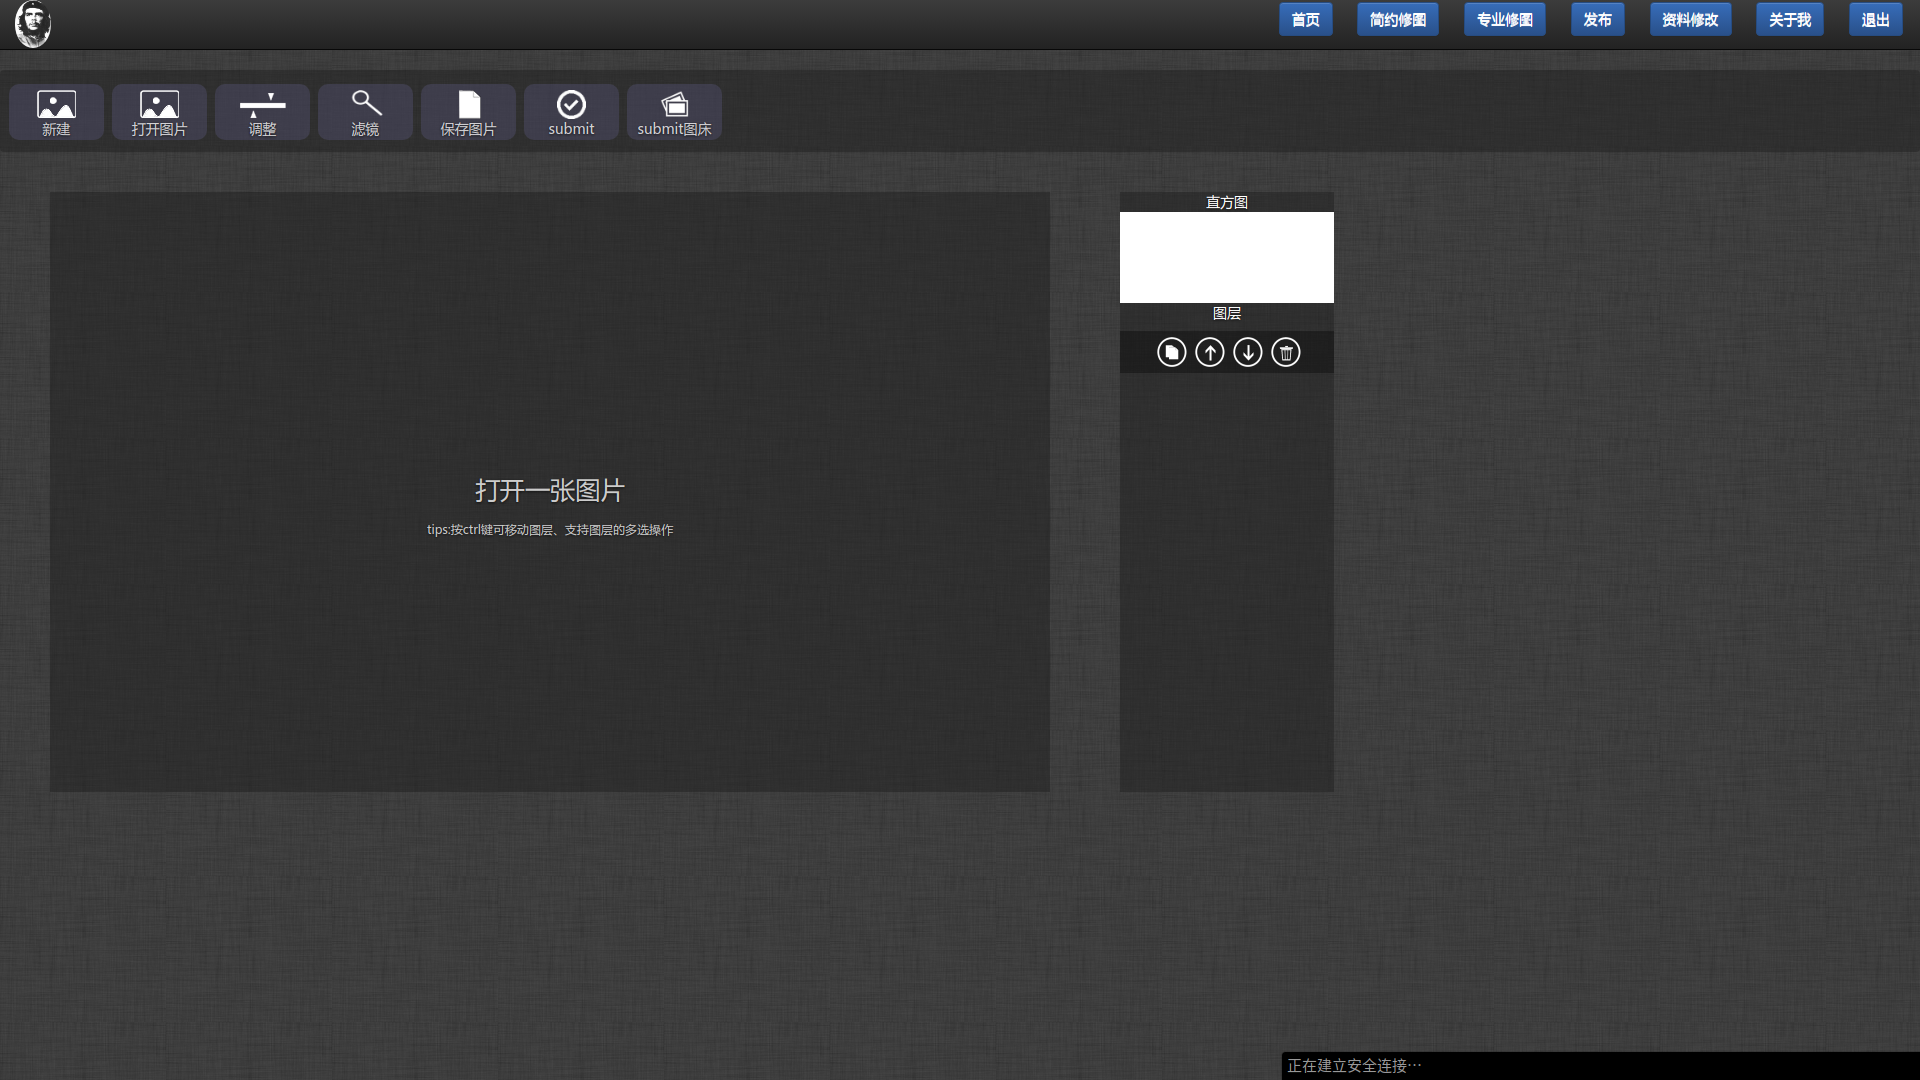 首页
简约修图
专业修图
发布
资料修改
关于我
退出
新建
打开图片
调整
滤镜
保存图片
submit
submit图床
直方图
图层
打开一张图片
tips:按ctrl键可移动图层、支持图层的多选操作
正在建立安全连接…